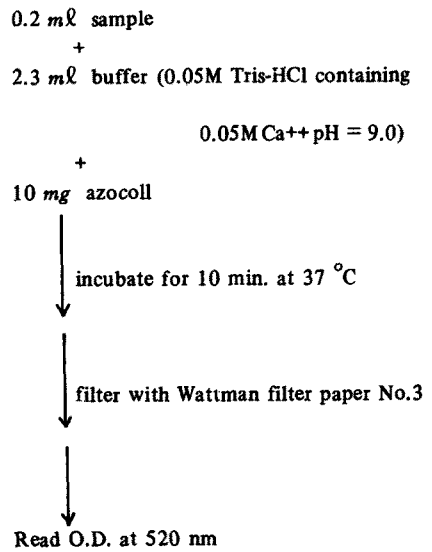 0.2 mℓ sample
+
2.3 mℓ buffer (0.05M Tris-HCl containing
0.05M Ca++ pH = 9.0)
+
10 mg azocoll
incubate for 10 min. at 37 °C
filter with Wattman filter paper No.3
Read O.D. at 520 nm